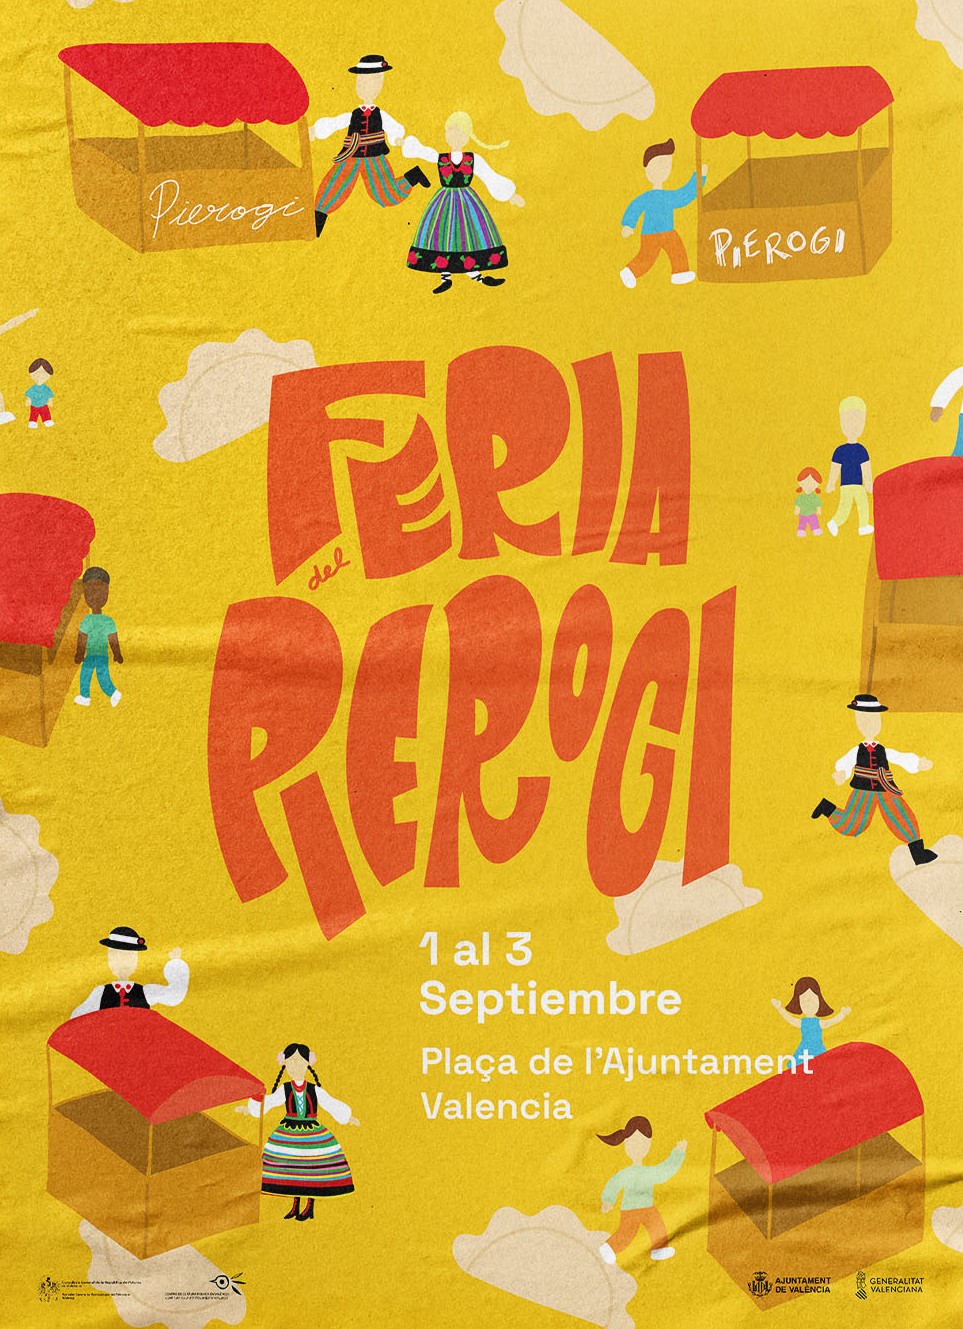 Pierogi
PIEROGI
FERIA
del
PIEROGI
1 al 3
Septiembre
Plaça de l'Ajuntament
Valencia
AJUNTAMENT
DE VALÈNCIA
GENERALITAT
VALENCIANA